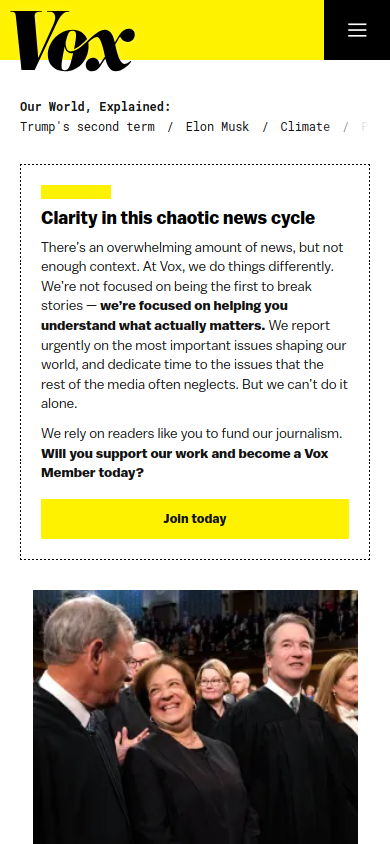 Vox
Our World, Explained:
Trump's second term / Elon Musk / Climate /
Clarity in this chaotic news cycle
There's an overwhelming amount of news, but not
enough context. At Vox, we do things differently.
We're not focused on being the first to break
stories — we're focused on helping you
understand what actually matters. We report
urgently on the most important issues shaping our
world, and dedicate time to the issues that the
rest of the media often neglects. But we can't do it
alone.
We rely on readers like you to fund our journalism.
Will you support our work and become a Vox
Member today?
Join today